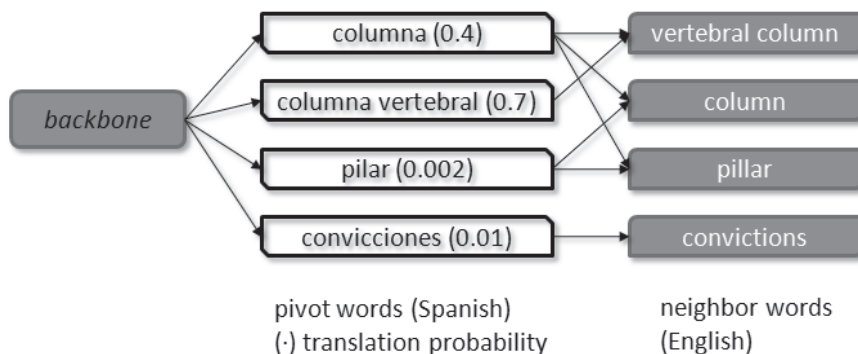 columna (0.4)
vertebral column
columna vertebral (0.7)
column
backbone
pilar (0.002)
pillar
convicciones (0.01)
convictions
pivot words (Spanish)
(·) translation probability
neighbor words
(English)